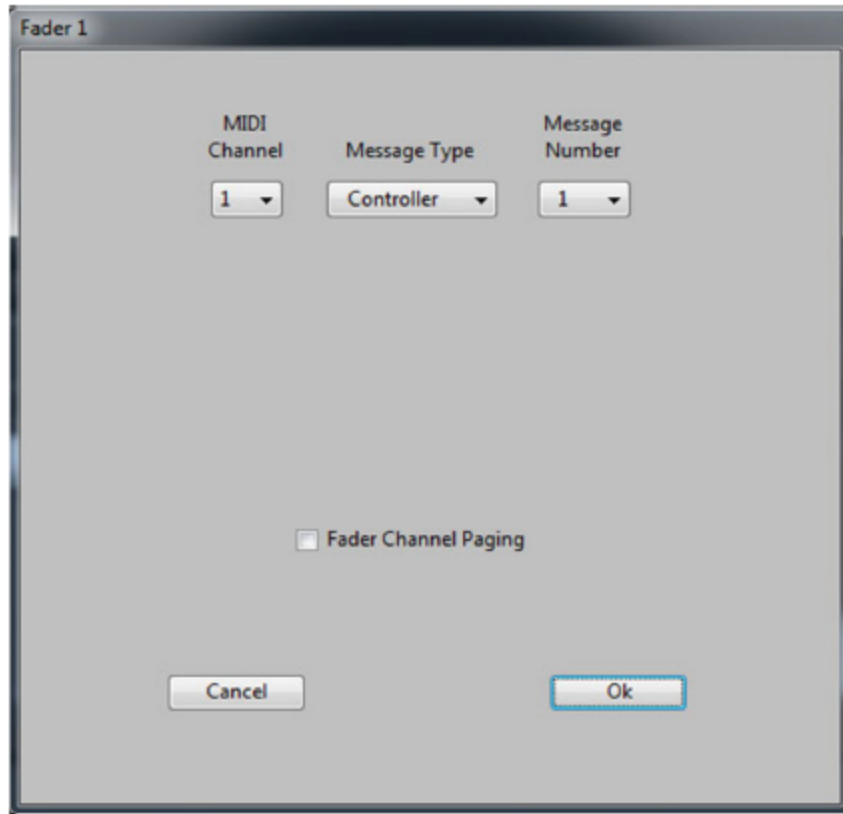 Fader 1
MIDI
Channel
Message Type
Message
Number
1
Controller
1
Fader Channel Paging
Cancel
Ok